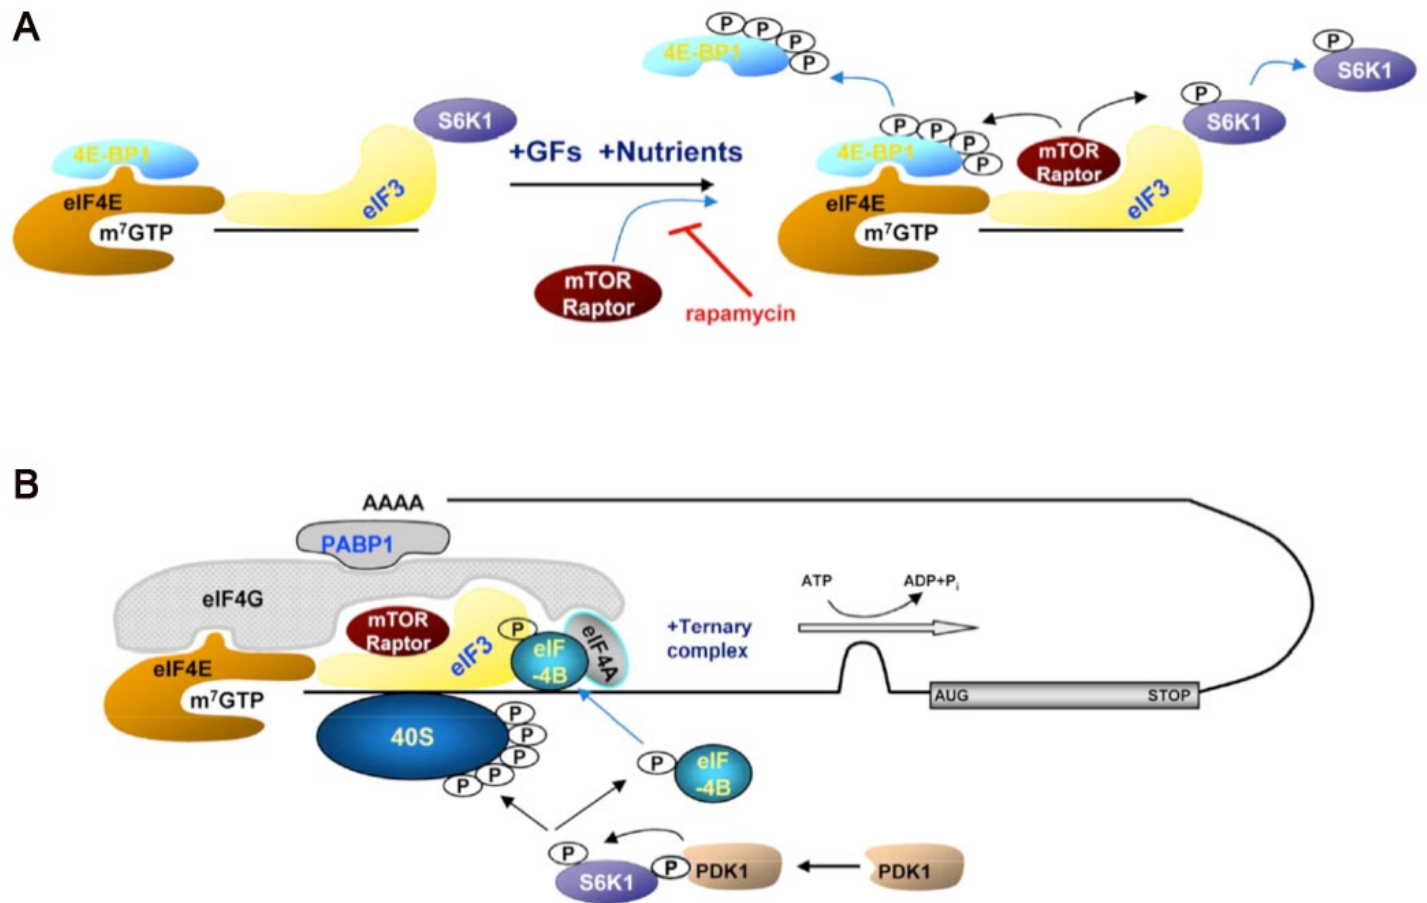 A
P
P
P
P
4E-BP1
P
S6K1
S6K1
4E-BP1
eIF4E
m⁷GTP
eIF3
+GFs +Nutrients
mTOR
Raptor
rapamycin
P
P
P
P
4E-BP1
eIF4E
m⁷GTP
mTOR
Raptor
eIF3
P
S6K1
B
AAAA
PABP1
eIF4G
mTOR
Raptor
eIF3
P
eIF
-4B
eIF4A
eIF4E
m⁷GTP
+Ternary
complex
ATP
ADP+Pi
AUG
STOP
40S
P
P
P
P
P
P
eIF
-4B
P
S6K1
P
PDK1
PDK1